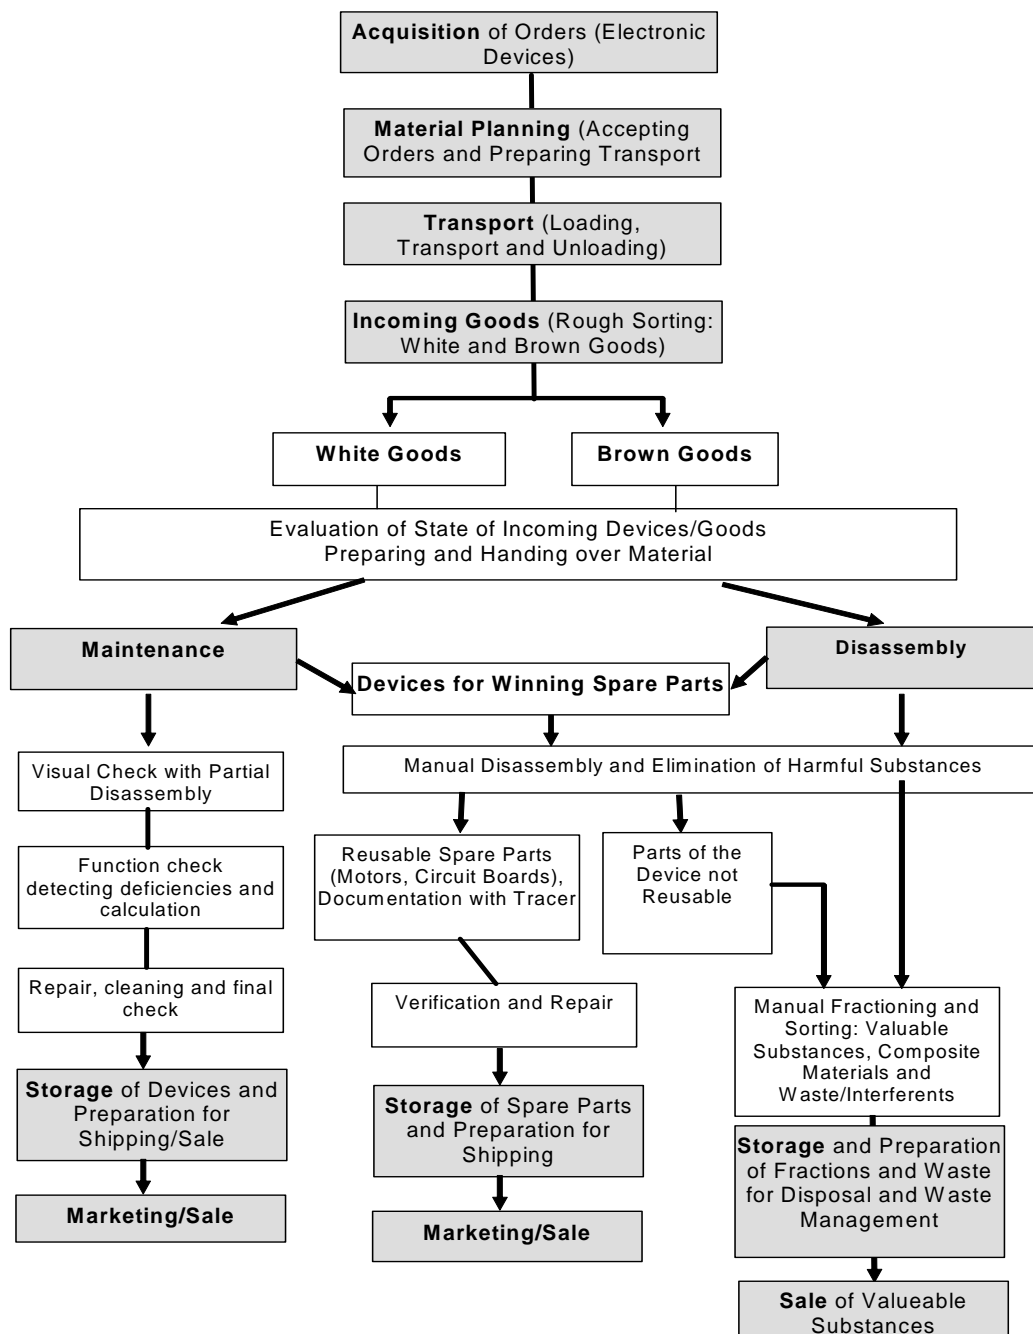 Acquisition of Orders (Electronic
Devices)
Material Planning (Accepting
Orders and Preparing Transport
Transport (Loading,
Transport and Unloading)
Incoming Goods (Rough Sorting:
White and Brown Goods)
White Goods
Brown Goods
Evaluation of State of Incoming Devices/Goods
Preparing and Handing over Material
Maintenance
Disassembly
Devices for Winning Spare Parts
Visual Check with Partial
Disassembly
Manual Disassembly and Elimination of Harmful Substances
Function check
detecting deficiencies and
calculation
Reusable Spare Parts
(Motors, Circuit Boards),
Documentation with Tracer
Parts of the
Device not
Reusable
Repair, cleaning and final
check
Verification and Repair
Manual Fractioning and
Sorting: Valuable
Substances, Composite
Materials and
Waste/Interferents
Storage of Devices and
Preparation for
Shipping/Sale
Storage of Spare Parts
and Preparation for
Shipping
Storage and Preparation
of Fractions and Waste
for Disposal and Waste
Management
Marketing/Sale
Marketing/Sale
Sale of Valueable
Substances